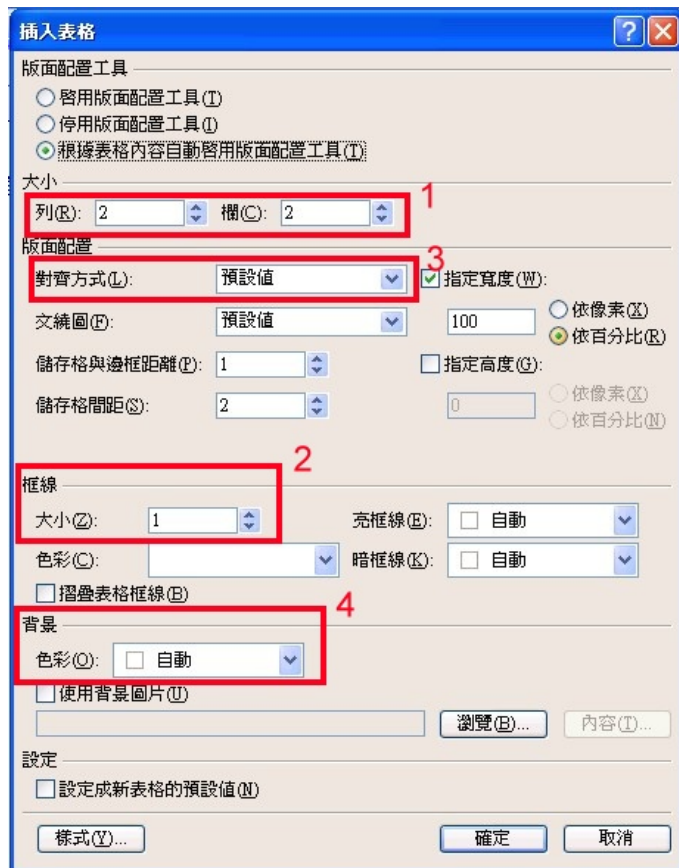 插入表格
版面配置工具
啓用版面配置工具(T)
停用版面配置工具(I)
根據表格內容自動啓用版面配置工具(T)
大小
1
列(R): 2 欄(C): 2
版面配置
3
對齊方式(L): 預設值 指定寬度(W):
文繞圖(F): 預設值 100 依像素(X)
依百分比(R)
儲存格與邊框距離(P): 1 指定高度(G):
儲存格間距(S): 2 0 依像素(X)
依百分比(N)
2
框線
大小(Z): 1 亮框線(E): 自動
色彩(C): 暗框線(K): 自動
摺疊表格框線(B)
4
背景
色彩(O): 自動
使用背景圖片(U)
瀏覽(B)... 內容(T)...
設定
設定成新表格的預設值(N)
樣式(Y)... 確定 取消